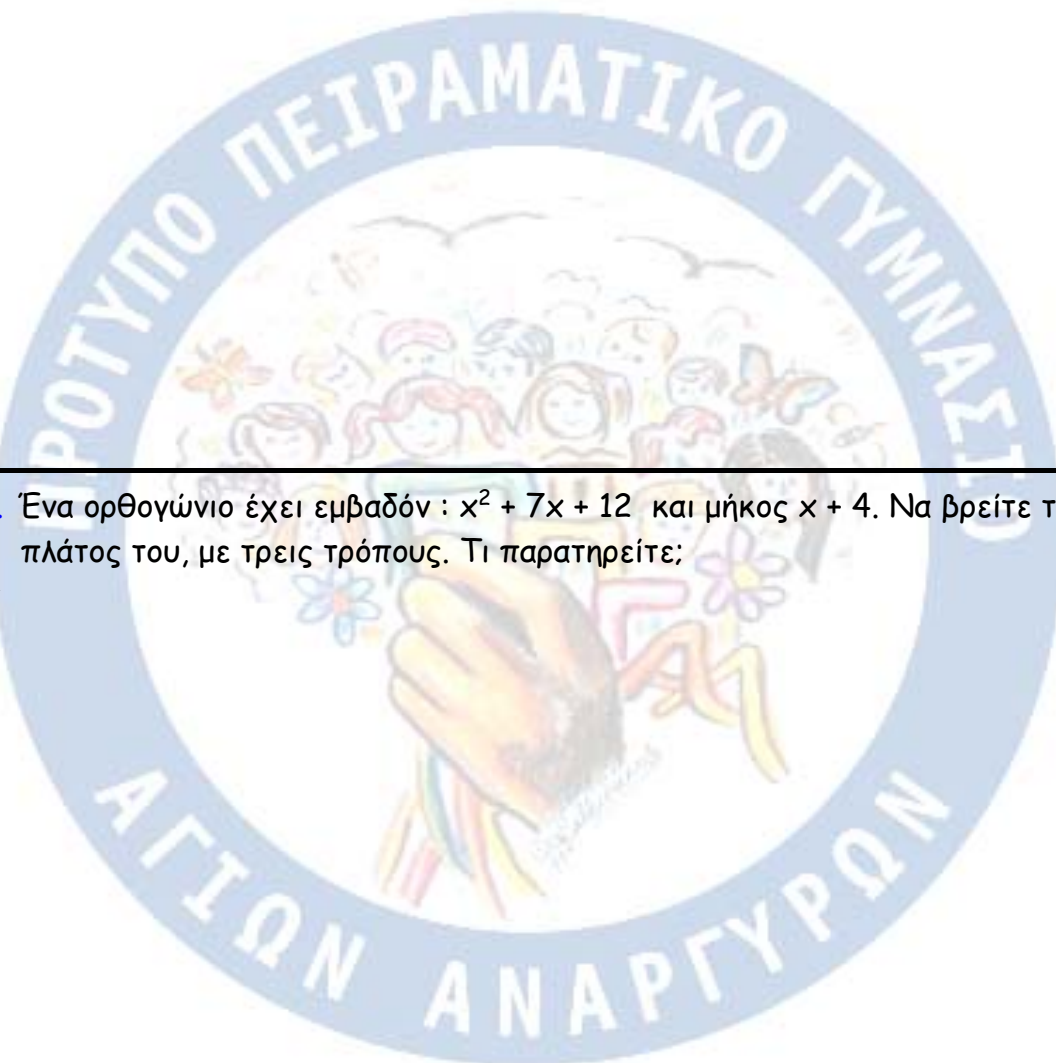 ΠΡΟΤΥΠΟ ΠΕΙΡΑΜΑΤΙΚΟ ΓΥΜΝΑΣΙΟ
. Ένα ορθογώνιο έχει εμβαδόν : x² + 7x + 12 και μήκος x + 4. Να βρείτε τ
πλάτος του, με τρεις τρόπους. Τι παρατηρείτε;
ΑΓΙΩΝ ΑΝΑΡΓΥΡΩΝ